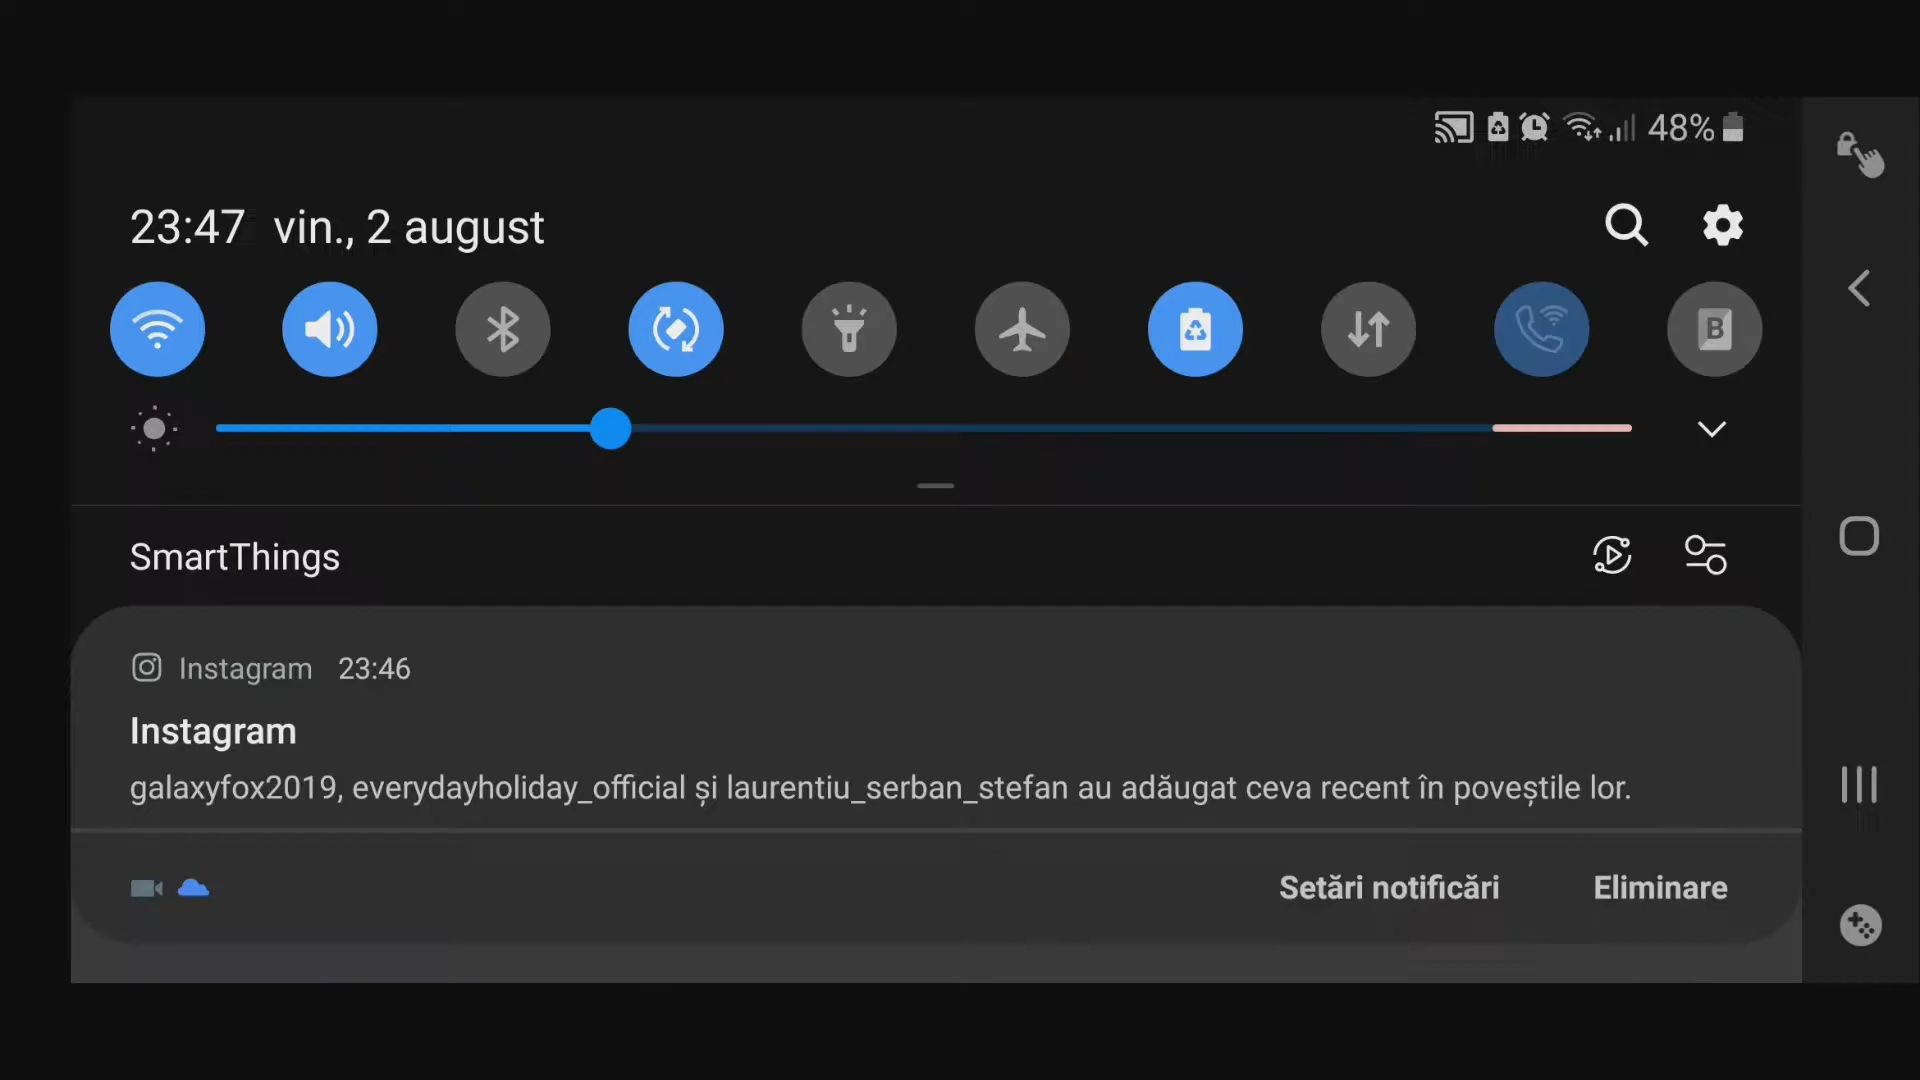 48%
23:47 vin., 2 august
B
SmartThings
Instagram 23:46
Instagram
galaxyfox2019, everydayholiday_official și laurentiu_serban_stefan au adăugat ceva recent în poveștile lor.
Setări notificări Eliminare